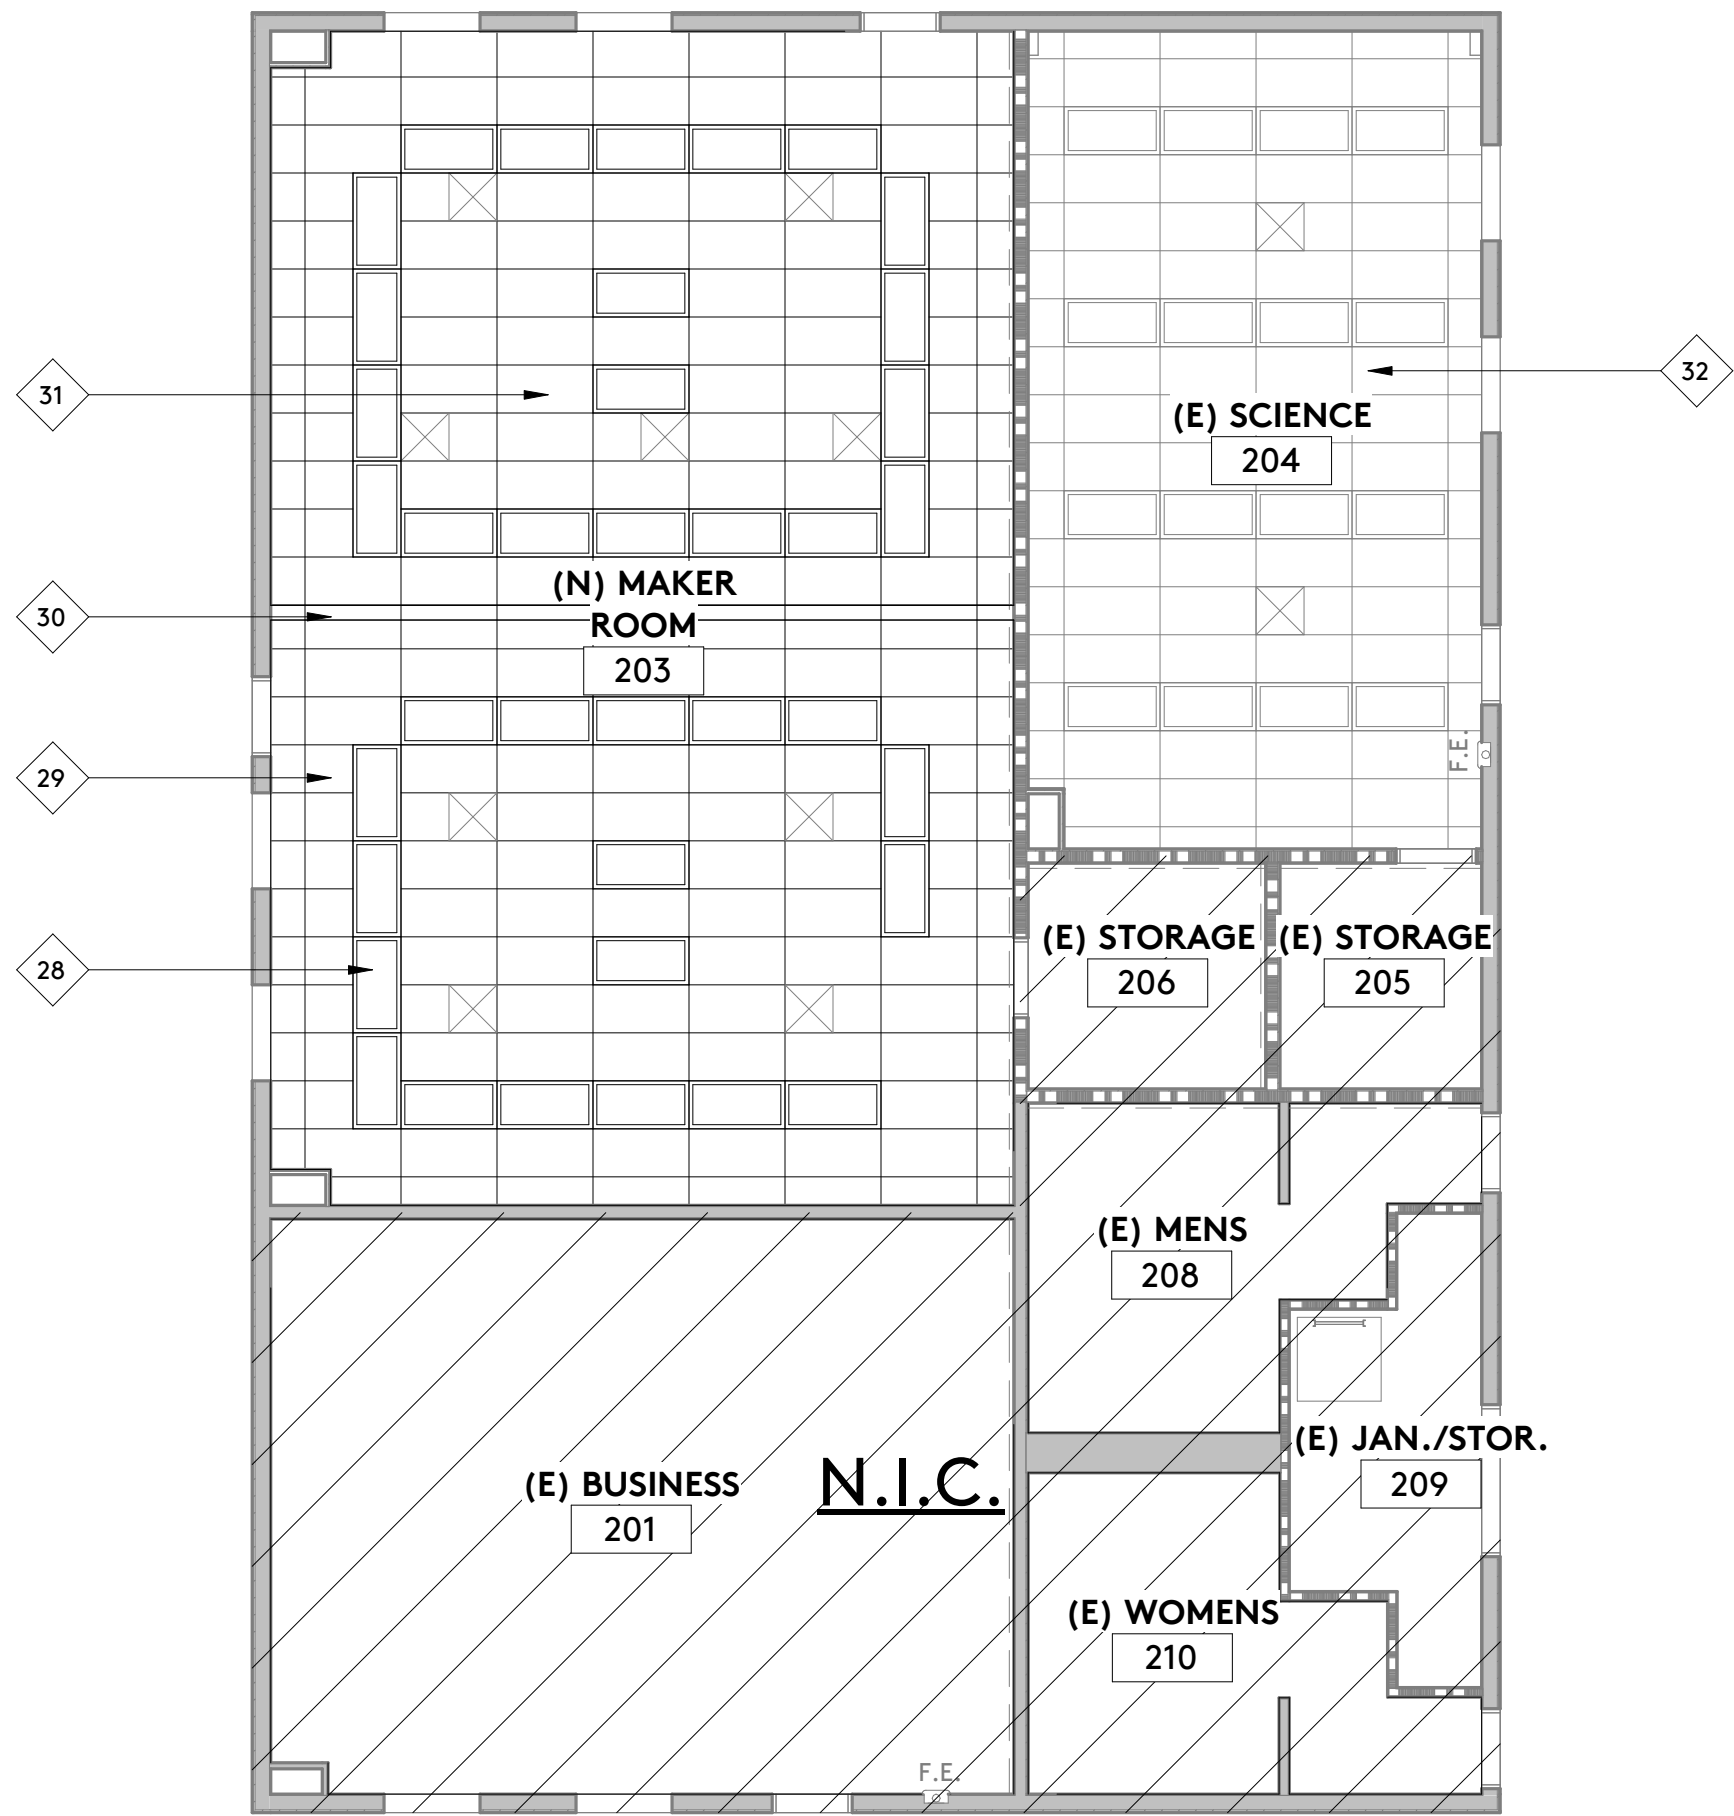 31
32
(E) SCIENCE
204
(N) MAKER
ROOM
203
30
29
F.E.
28
(E) STORAGE
206
(E) STORAGE
205
(E) MENS
208
(E) JAN./STOR.
209
(E) BUSINESS
201
N.I.C.
(E) WOMENS
210
F.E.